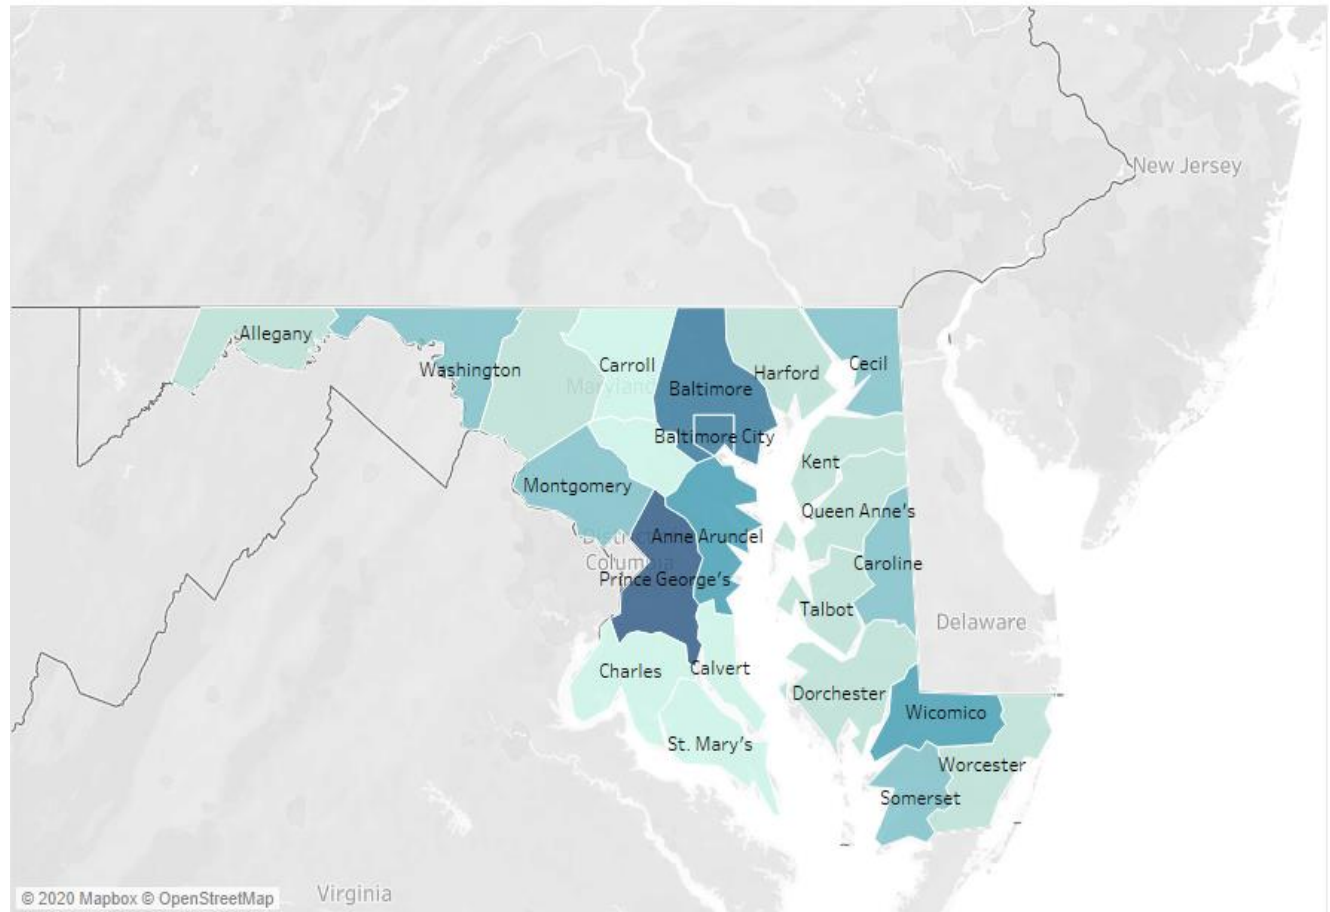 New Jersey
Allegany
Washington
Carroll
Maryland
Baltimore
Harford
Cecil
Baltimore City
Kent
Montgomery
Queen Anne's
Anne Arundel
Columbia
Caroline
Prince George's
Talbot
Delaware
Charles
Calvert
Dorchester
Wicomico
St. Mary's
Worcester
Somerset
Virginia
© 2020 Mapbox © OpenStreetMap